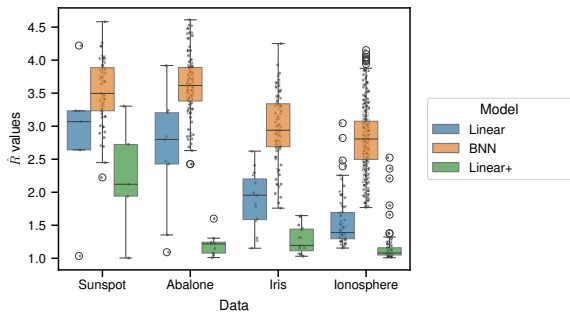 4.5
4.0
3.5
3.0
2.5
2.0
1.5
1.0
R̂ values
Sunspot Abalone Iris Ionosphere
Data
Model
Linear
BNN
Linear+